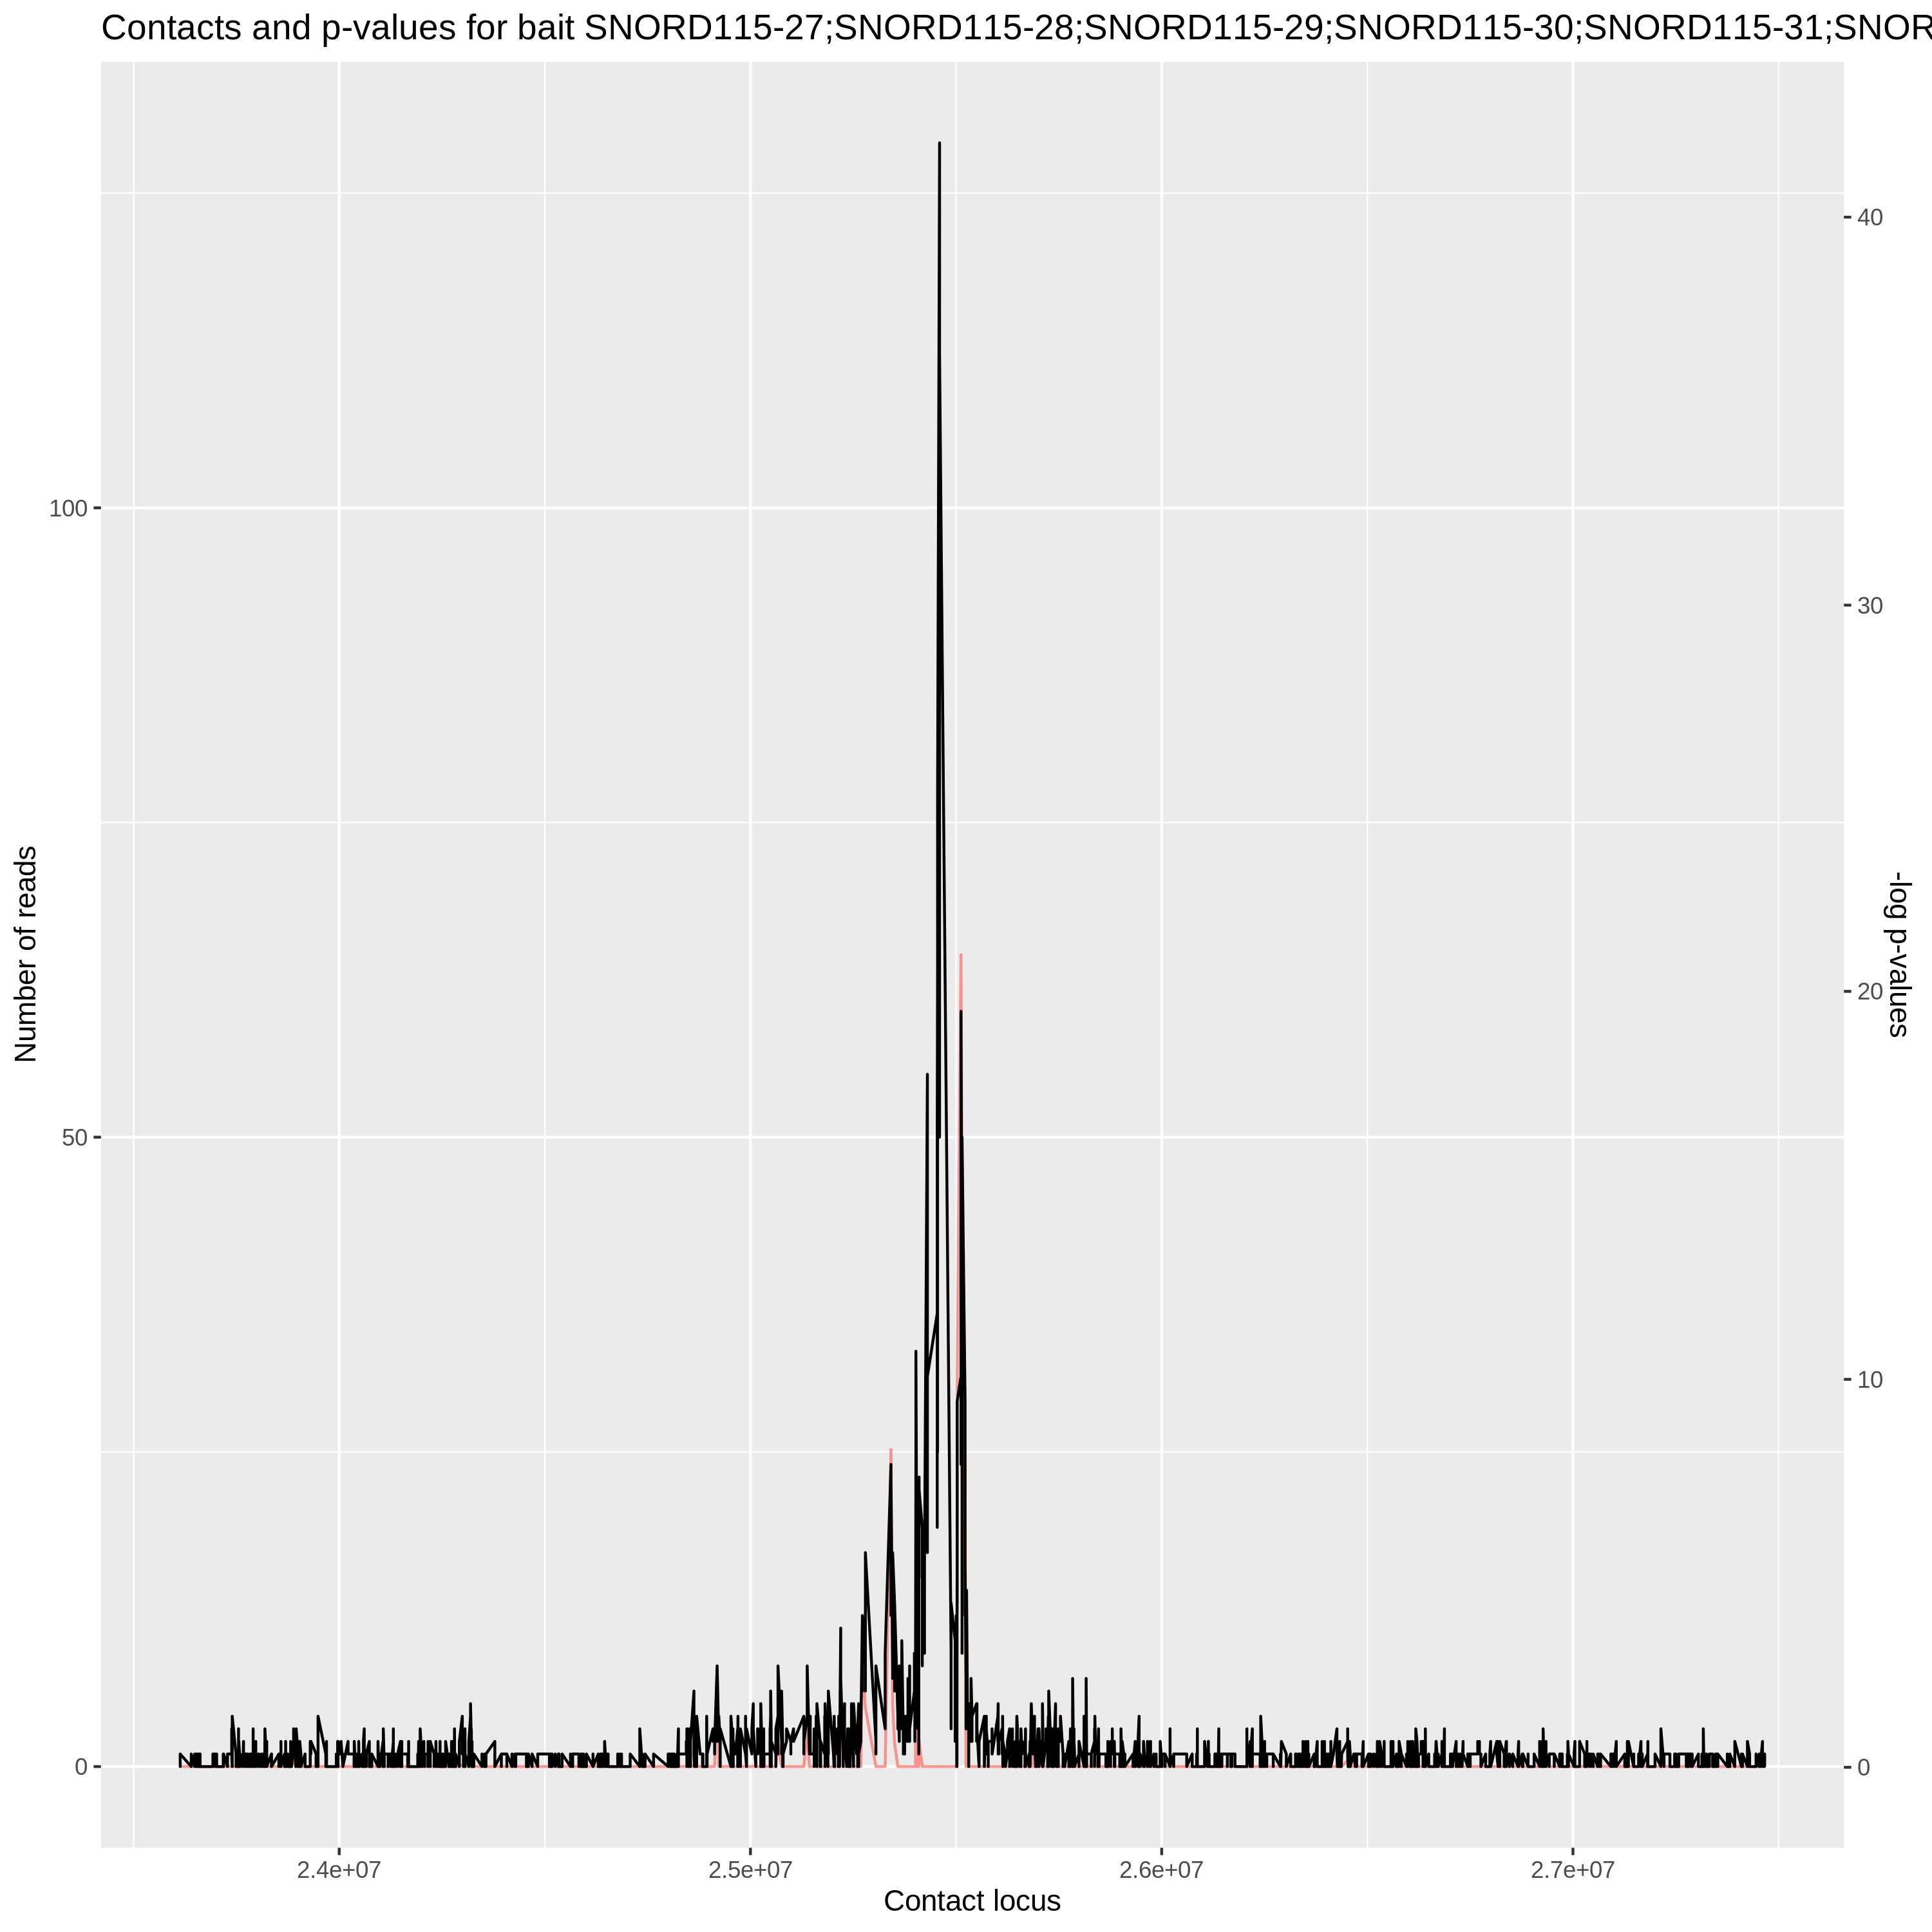 Contacts and p-values for bait SNORD115-27;SNORD115-28;SNORD115-29;SNORD115-30;SNORD115-31;SNOR
Number of reads
100
50
0
40
30
20
10
0
-log p-values
2.4e+07 2.5e+07 2.6e+07 2.7e+07
Contact locus